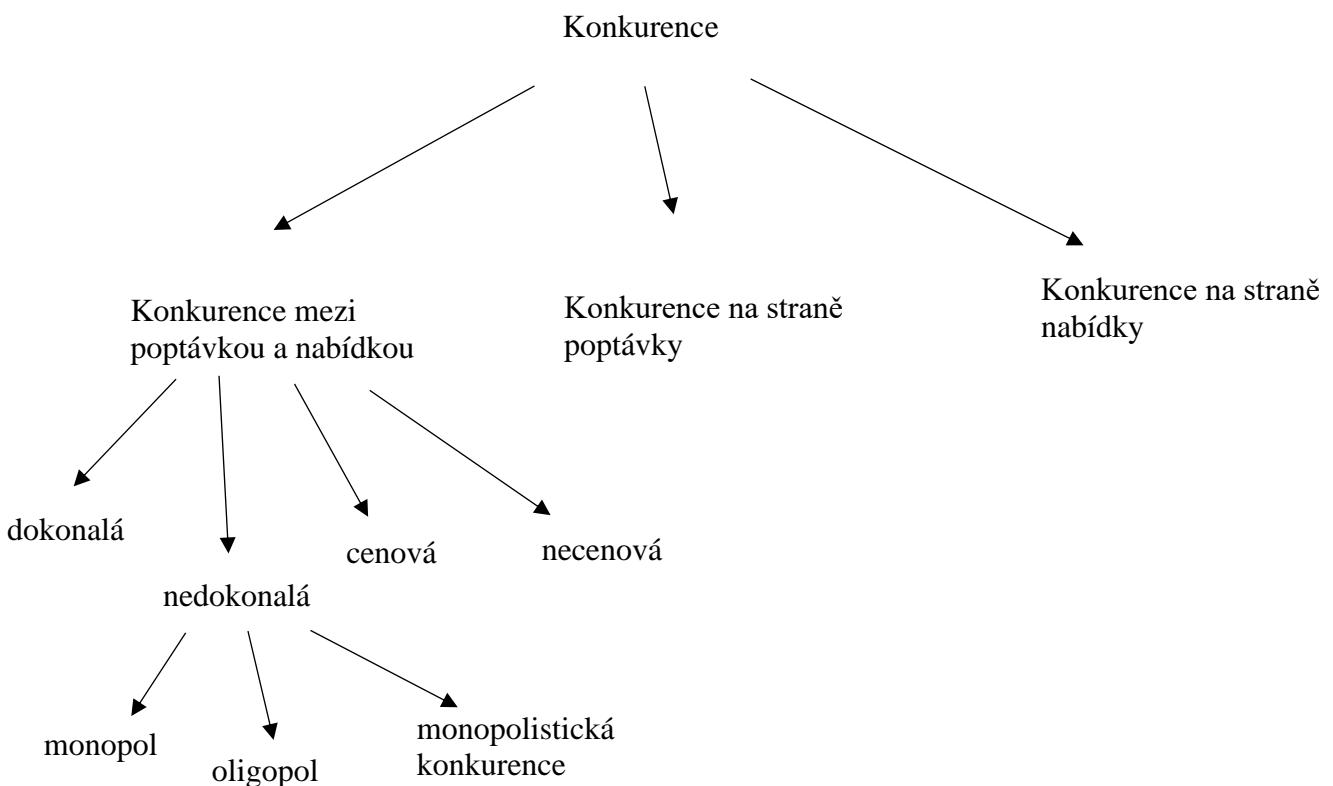 Konkurence
Konkurence mezi
poptávkou a nabídkou
Konkurence na straně
poptávky
Konkurence na straně
nabídky
dokonalá
nedokonalá
cenová
necenová
monopol
oligopol
monopolistická
konkurence